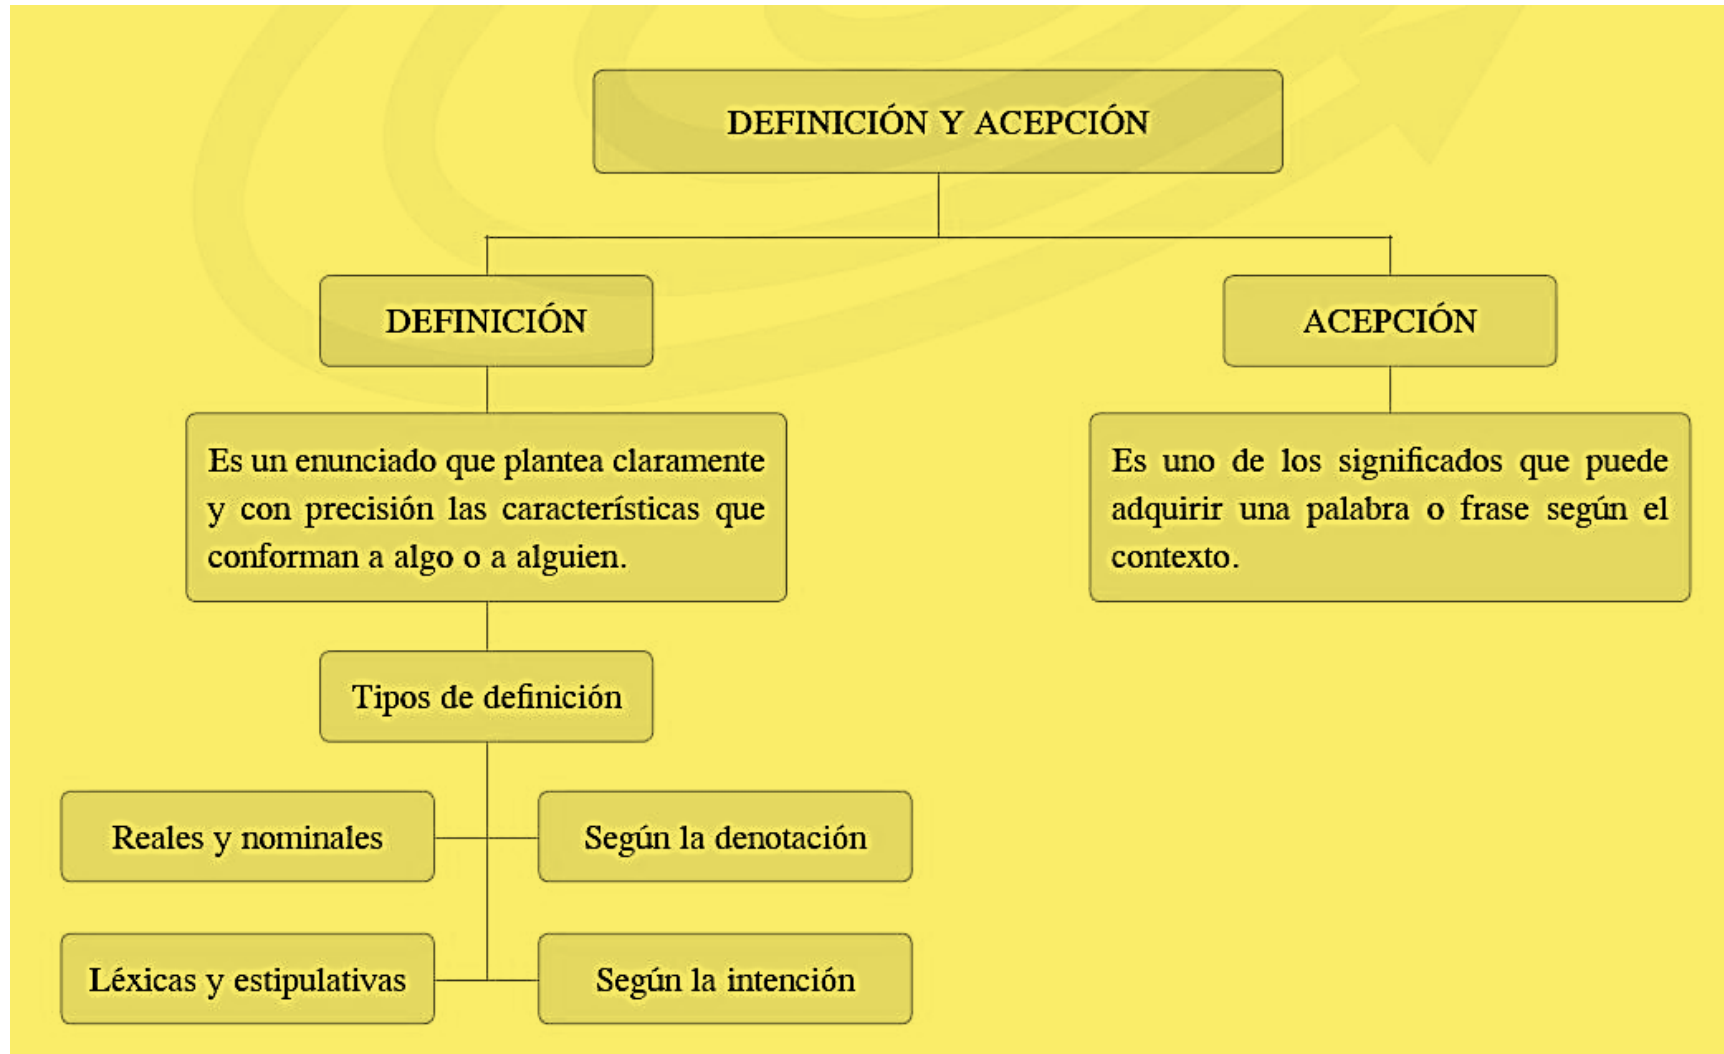 DEFINICIÓN Y ACEPCIÓN
DEFINICIÓN
ACEPCIÓN
Es un enunciado que plantea claramente
y con precisión las características que
conforman a algo o a alguien.
Es uno de los significados que puede
adquirir una palabra o frase según el
contexto.
Tipos de definición
Reales y nominales
Según la denotación
Léxicas y estipulativas
Según la intención